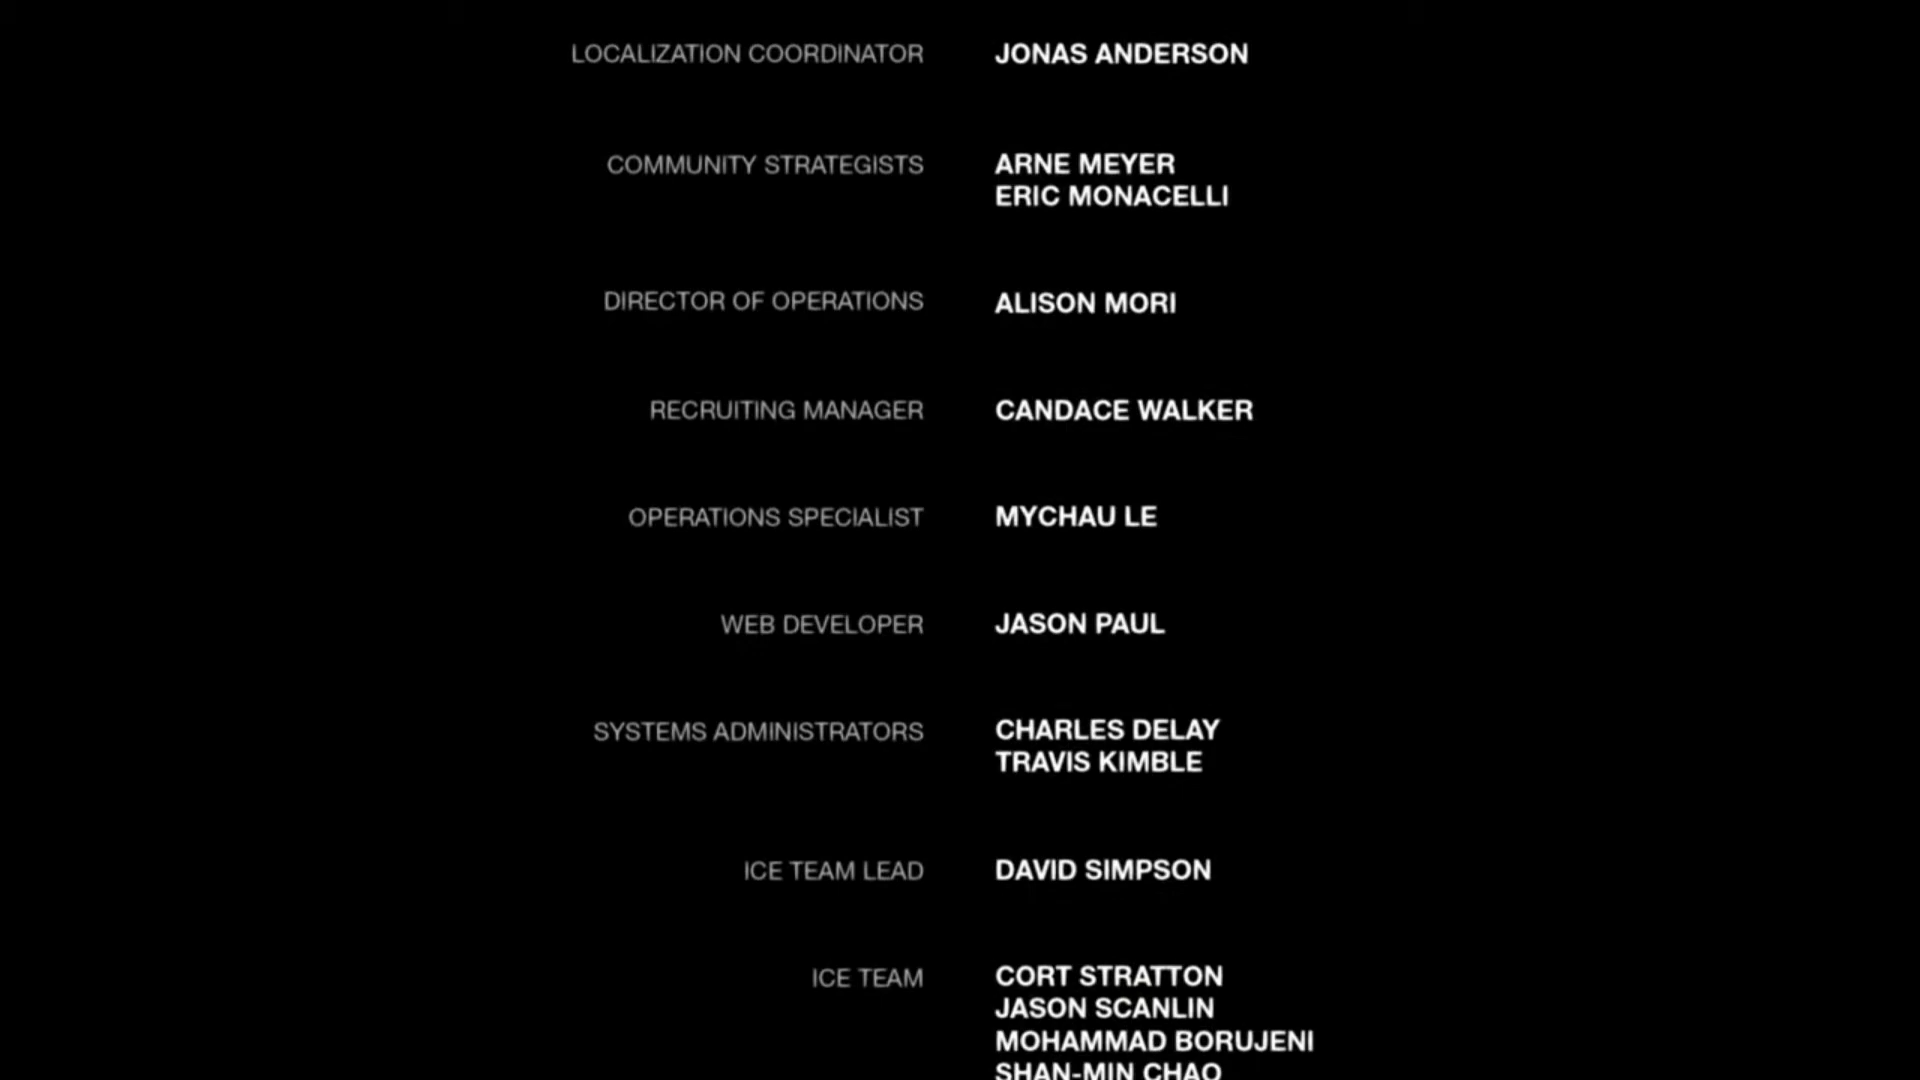 LOCALIZATION COORDINATOR JONAS ANDERSON
COMMUNITY STRATEGISTS ARNE MEYER
ERIC MONACELLI
DIRECTOR OF OPERATIONS ALISON MORI
RECRUITING MANAGER CANDACE WALKER
OPERATIONS SPECIALIST MYCHAU LE
WEB DEVELOPER JASON PAUL
SYSTEMS ADMINISTRATORS CHARLES DELAY
TRAVIS KIMBLE
ICE TEAM LEAD DAVID SIMPSON
ICE TEAM CORT STRATTON
JASON SCANLIN
MOHAMMAD BORUJENI
SHAN-MIN CHAO